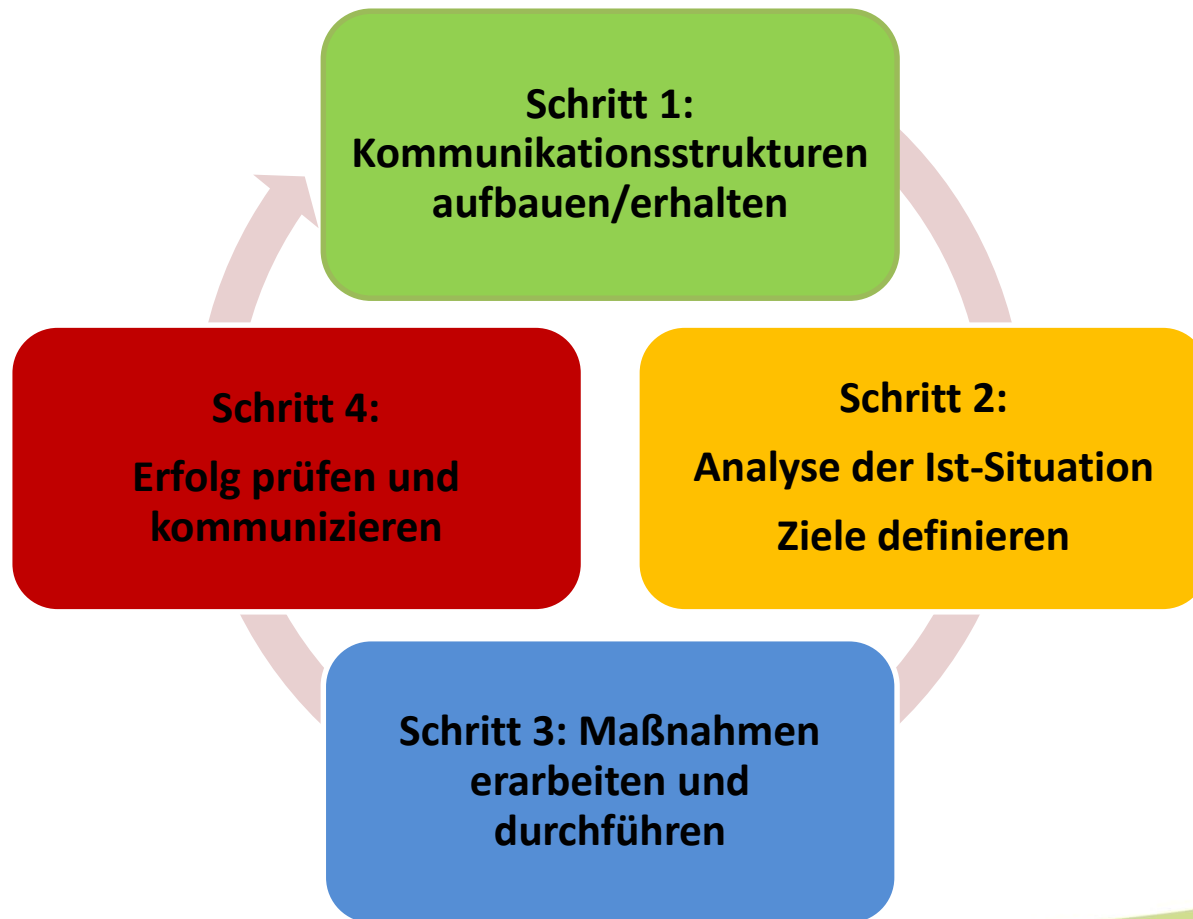 Schritt 1:
Kommunikationsstrukturen
aufbauen/erhalten
Schritt 2:
Analyse der Ist-Situation
Ziele definieren
Schritt 3: Maßnahmen
erarbeiten und
durchführen
Schritt 4:
Erfolg prüfen und
kommunizieren